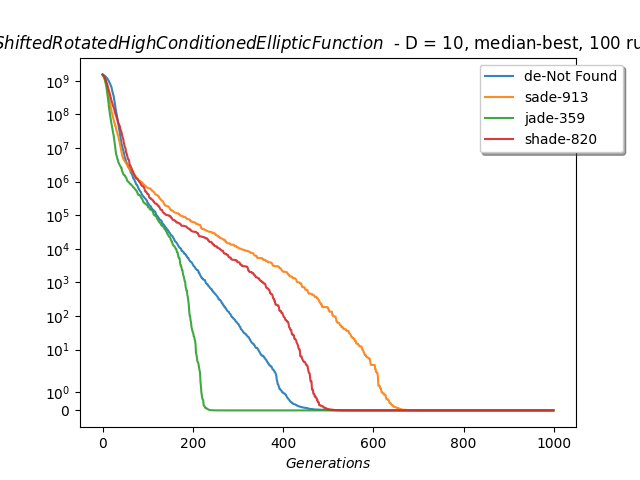 ShiftedRotatedHighConditionedEllipticFunction - D = 10, median-best, 100 ru
de-Not Found
sade-913
jade-359
shade-820
10⁹
10⁸
10⁷
10⁶
10⁵
10⁴
10³
10²
10¹
10⁰
0
0 200 400 600 800 1000
Generations